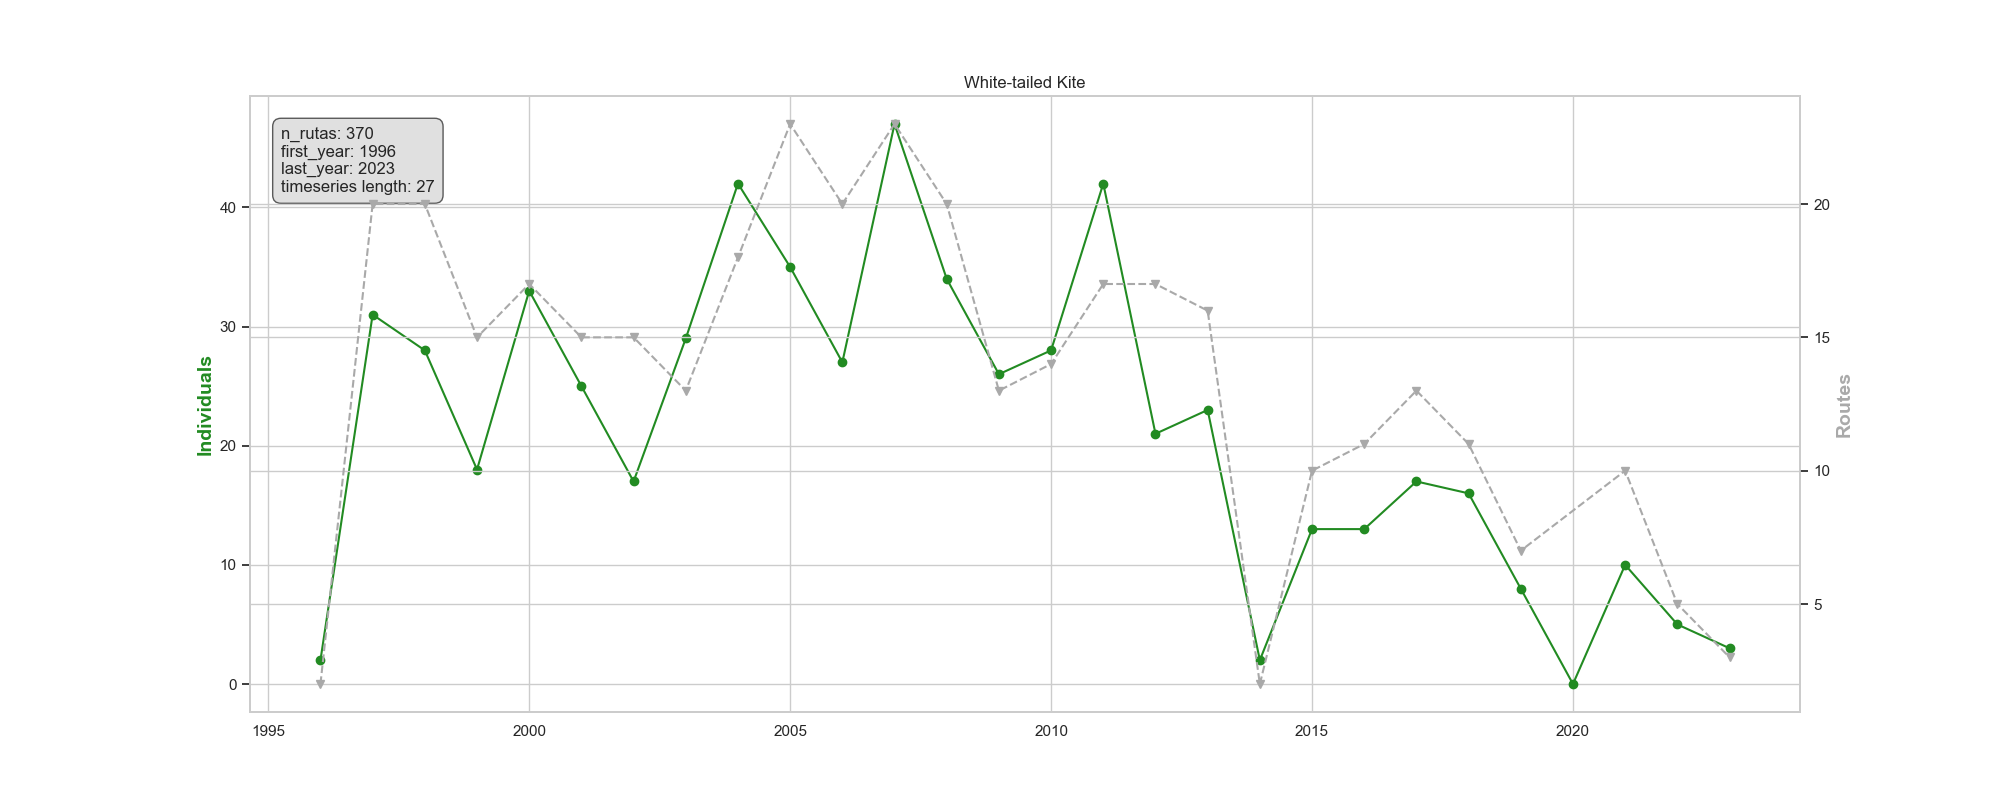 White-tailed Kite
n_rutas: 370
first_year: 1996
last_year: 2023
timeseries length: 27
40
30
20
10
0
Individuals
20
15
10
5
Routes
1995
2000
2005
2010
2015
2020